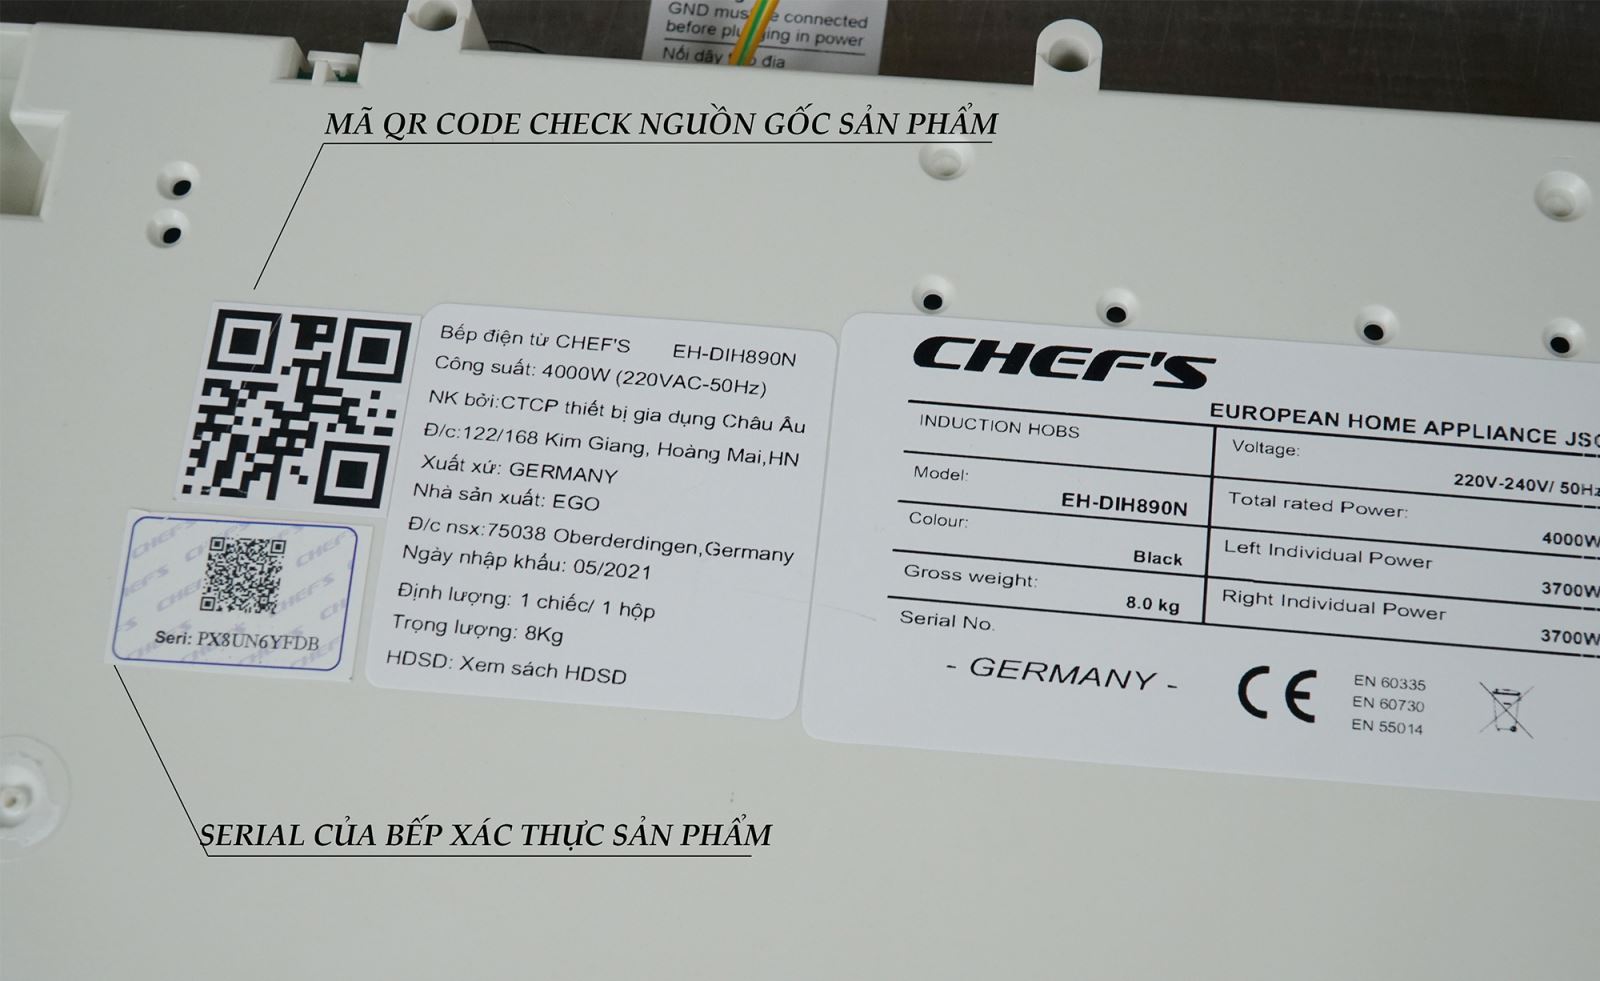 GND must be connected
before plugging in power
Nối dây tiếp địa
MÃ QR CODE CHECK NGUỒN GỐC SẢN PHẨM
Bếp điện từ CHEF'S EH-DIH890N
Công suất: 4000W (220VAC-50Hz)
NK bởi:CTCP thiết bị gia dụng Châu Âu
Đ/c:122/168 Kim Giang, Hoàng Mai,HN
Xuất xứ: GERMANY
Nhà sản xuất: EGO
Đ/c nsx:75038 Oberderdingen,Germany
Ngày nhập khẩu: 05/2021
Định lượng: 1 chiếc/ 1 hộp
Trọng lượng: 8Kg
HDSD: Xem sách HDSD
Seri: PX8UN6YFDB
CHEF'S
EUROPEAN HOME APPLIANCE JSC
INDUCTION HOBS
Model: EH-DIH890N
Colour: Black
Gross weight: 8.0 kg
Serial No.
Voltage: 220V-240V/ 50Hz
Total rated Power: 4000W
Left Individual Power 3700W
Right Individual Power 3700W
- GERMANY -
CE
EN 60335
EN 60730
EN 55014
SERIAL CỦA BẾP XÁC THỰC SẢN PHẨM